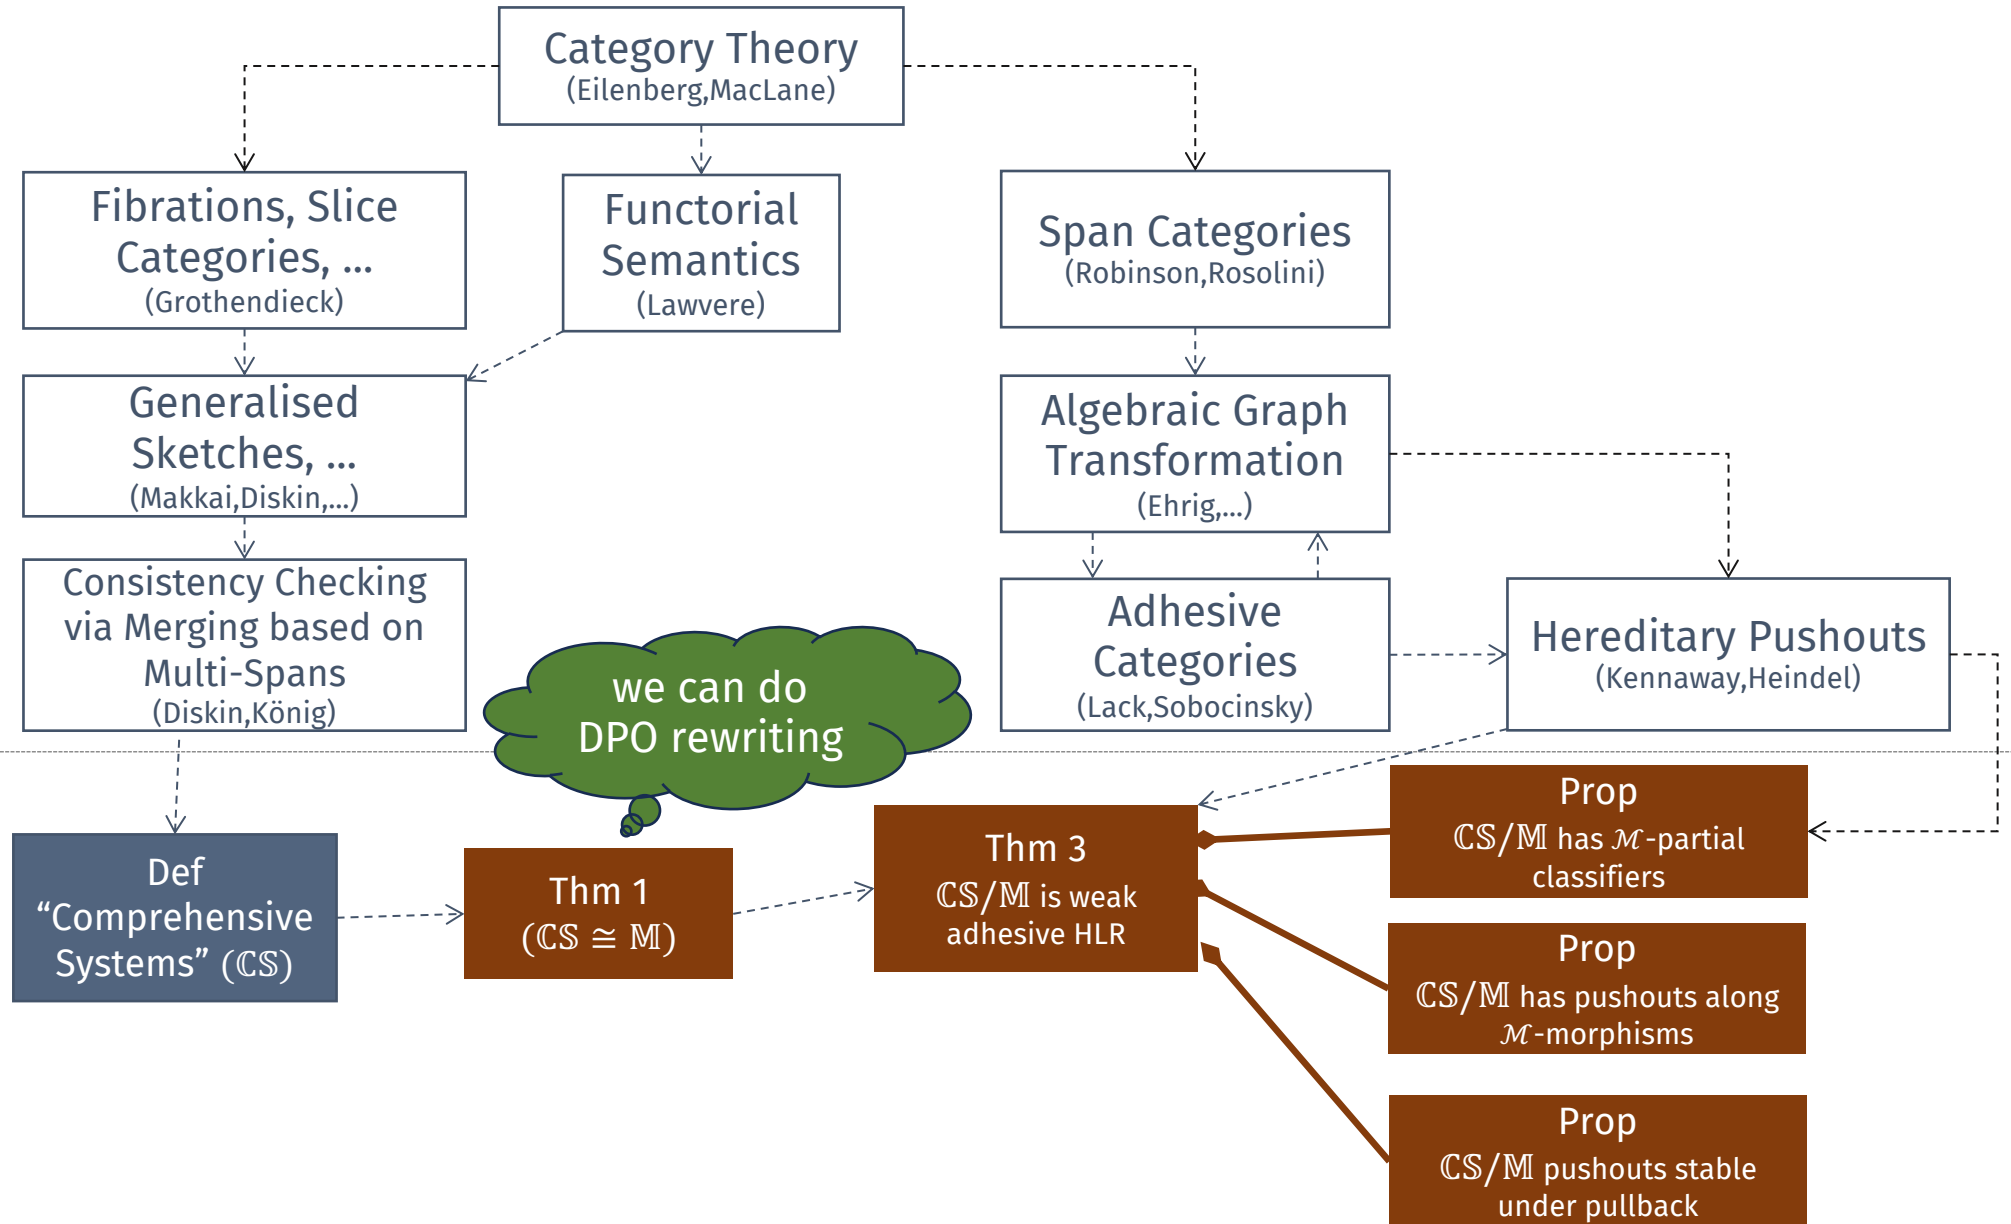 Category Theory
(Eilenberg,MacLane)
Fibrations, Slice
Categories, ...
(Grothendieck)
Functorial
Semantics
(Lawvere)
Span Categories
(Robinson,Rosolini)
Generalised
Sketches, ...
(Makkai,Diskin,...)
Algebraic Graph
Transformation
(Ehrig,...)
Consistency Checking
via Merging based on
Multi-Spans
(Diskin,König)
Adhesive
Categories
(Lack,Sobocinsky)
Hereditary Pushouts
(Kennaway,Heindel)
we can do
DPO rewriting
Def
“Comprehensive
Systems” (ℂ𝕊)
Thm 1
(ℂ𝕊 ≅ 𝕄)
Thm 3
ℂ𝕊/𝕄 is weak
adhesive HLR
Prop
ℂ𝕊/𝕄 has ℳ-partial
classifiers
Prop
ℂ𝕊/𝕄 has pushouts along
ℳ-morphisms
Prop
ℂ𝕊/𝕄 pushouts stable
under pullback